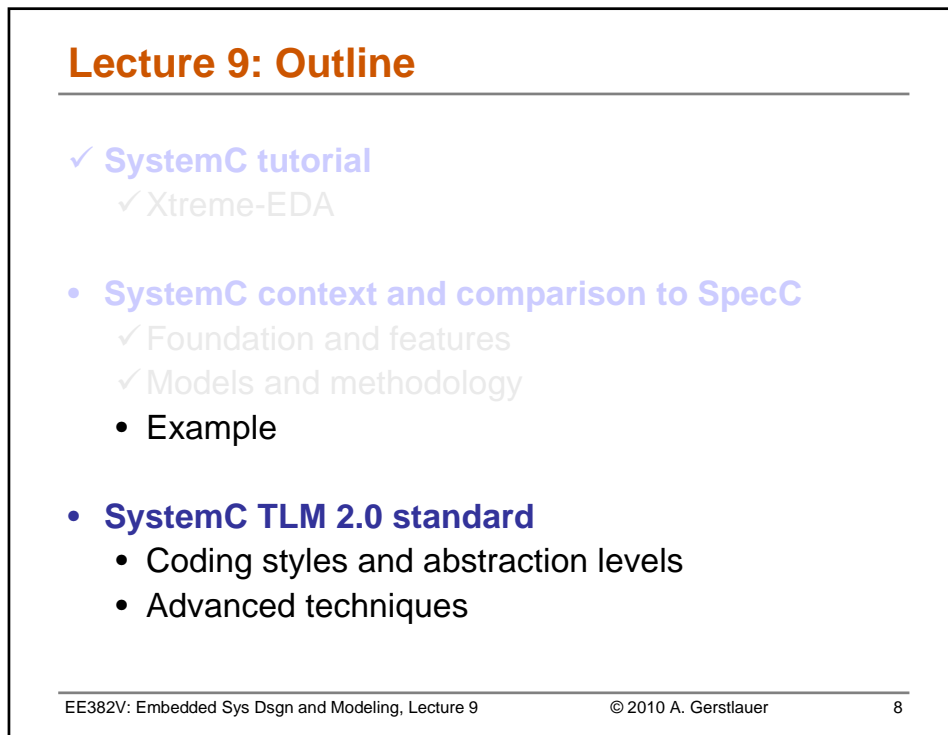 Lecture 9: Outline
✓ SystemC tutorial
✓ Xtreme-EDA
• SystemC context and comparison to SpecC
✓ Foundation and features
✓ Models and methodology
• Example
• SystemC TLM 2.0 standard
• Coding styles and abstraction levels
• Advanced techniques
EE382V: Embedded Sys Dsgn and Modeling, Lecture 9 © 2010 A. Gerstlauer 8